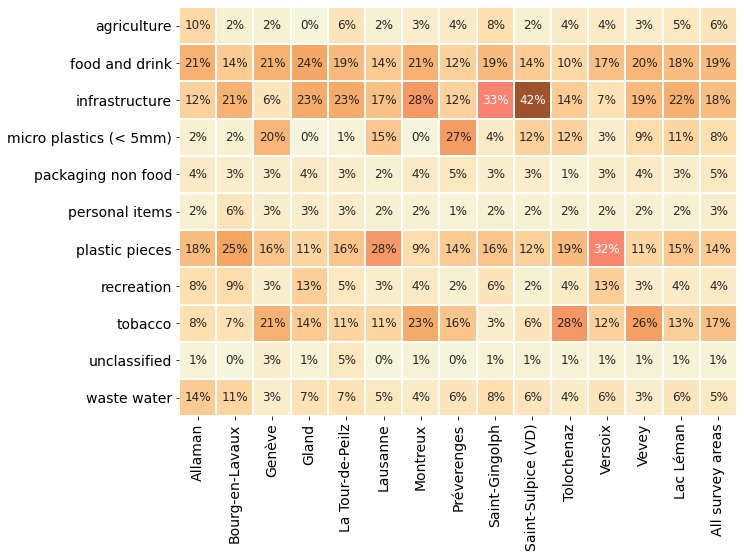 agriculture 10% 2% 2% 0% 6% 2% 3% 4% 8% 2% 4% 4% 3% 5% 6%
food and drink 21% 14% 21% 24% 19% 14% 21% 12% 19% 14% 10% 17% 20% 18% 19%
infrastructure 12% 21% 6% 23% 23% 17% 28% 12% 33% 42% 14% 7% 19% 22% 18%
micro plastics (< 5mm) 2% 2% 20% 0% 1% 15% 0% 27% 4% 12% 12% 3% 9% 11% 8%
packaging non food 4% 3% 3% 4% 3% 2% 4% 5% 3% 3% 1% 3% 4% 3% 5%
personal items 2% 6% 3% 3% 3% 2% 2% 1% 2% 2% 2% 2% 2% 2% 3%
plastic pieces 18% 25% 16% 11% 16% 28% 9% 14% 16% 12% 19% 32% 11% 15% 14%
recreation 8% 9% 3% 13% 5% 3% 4% 2% 6% 2% 4% 13% 3% 4% 4%
tobacco 8% 7% 21% 14% 11% 11% 23% 16% 3% 6% 28% 12% 26% 13% 17%
unclassified 1% 0% 3% 1% 5% 0% 1% 0% 1% 1% 1% 1% 1% 1% 1%
waste water 14% 11% 3% 7% 7% 5% 4% 6% 8% 6% 4% 6% 3% 6% 5%
Allaman
Bourg-en-Lavaux
Genève
Gland
La Tour-de-Peilz
Lausanne
Montreux
Préverenges
Saint-Gingolph
Saint-Sulpice (VD)
Tolochenaz
Versoix
Vevey
Lac Léman
All survey areas